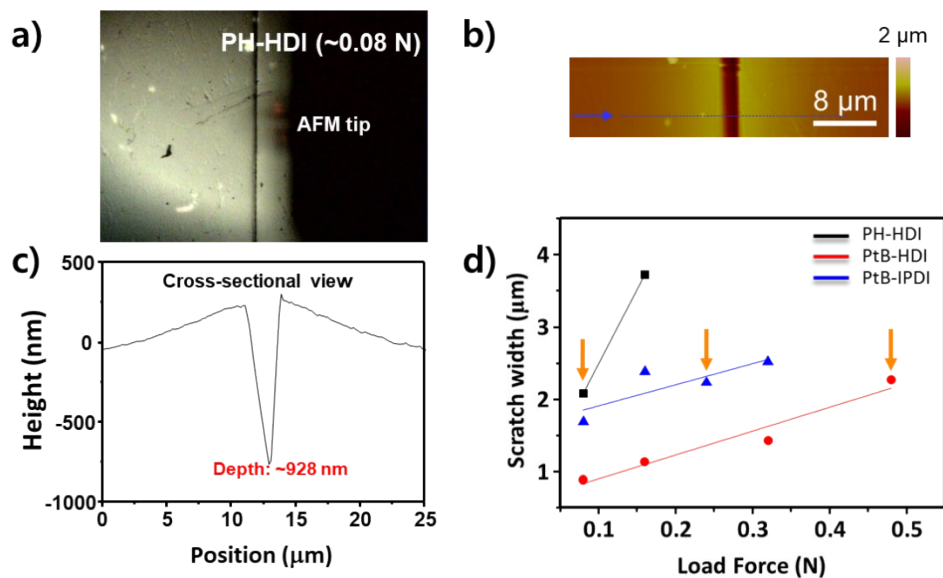 a)
PH-HDI (~0.08 N)
AFM tip
b)
2 μm
8 μm
c)
500
0
-500
-1000
Height (nm)
Cross-sectional view
Depth: ~928 nm
0 5 10 15 20 25
Position (μm)
d)
4
3
2
1
Scratch width (μm)
PH-HDI
PtB-HDI
PtB-IPDI
0.1 0.2 0.3 0.4 0.5
Load Force (N)